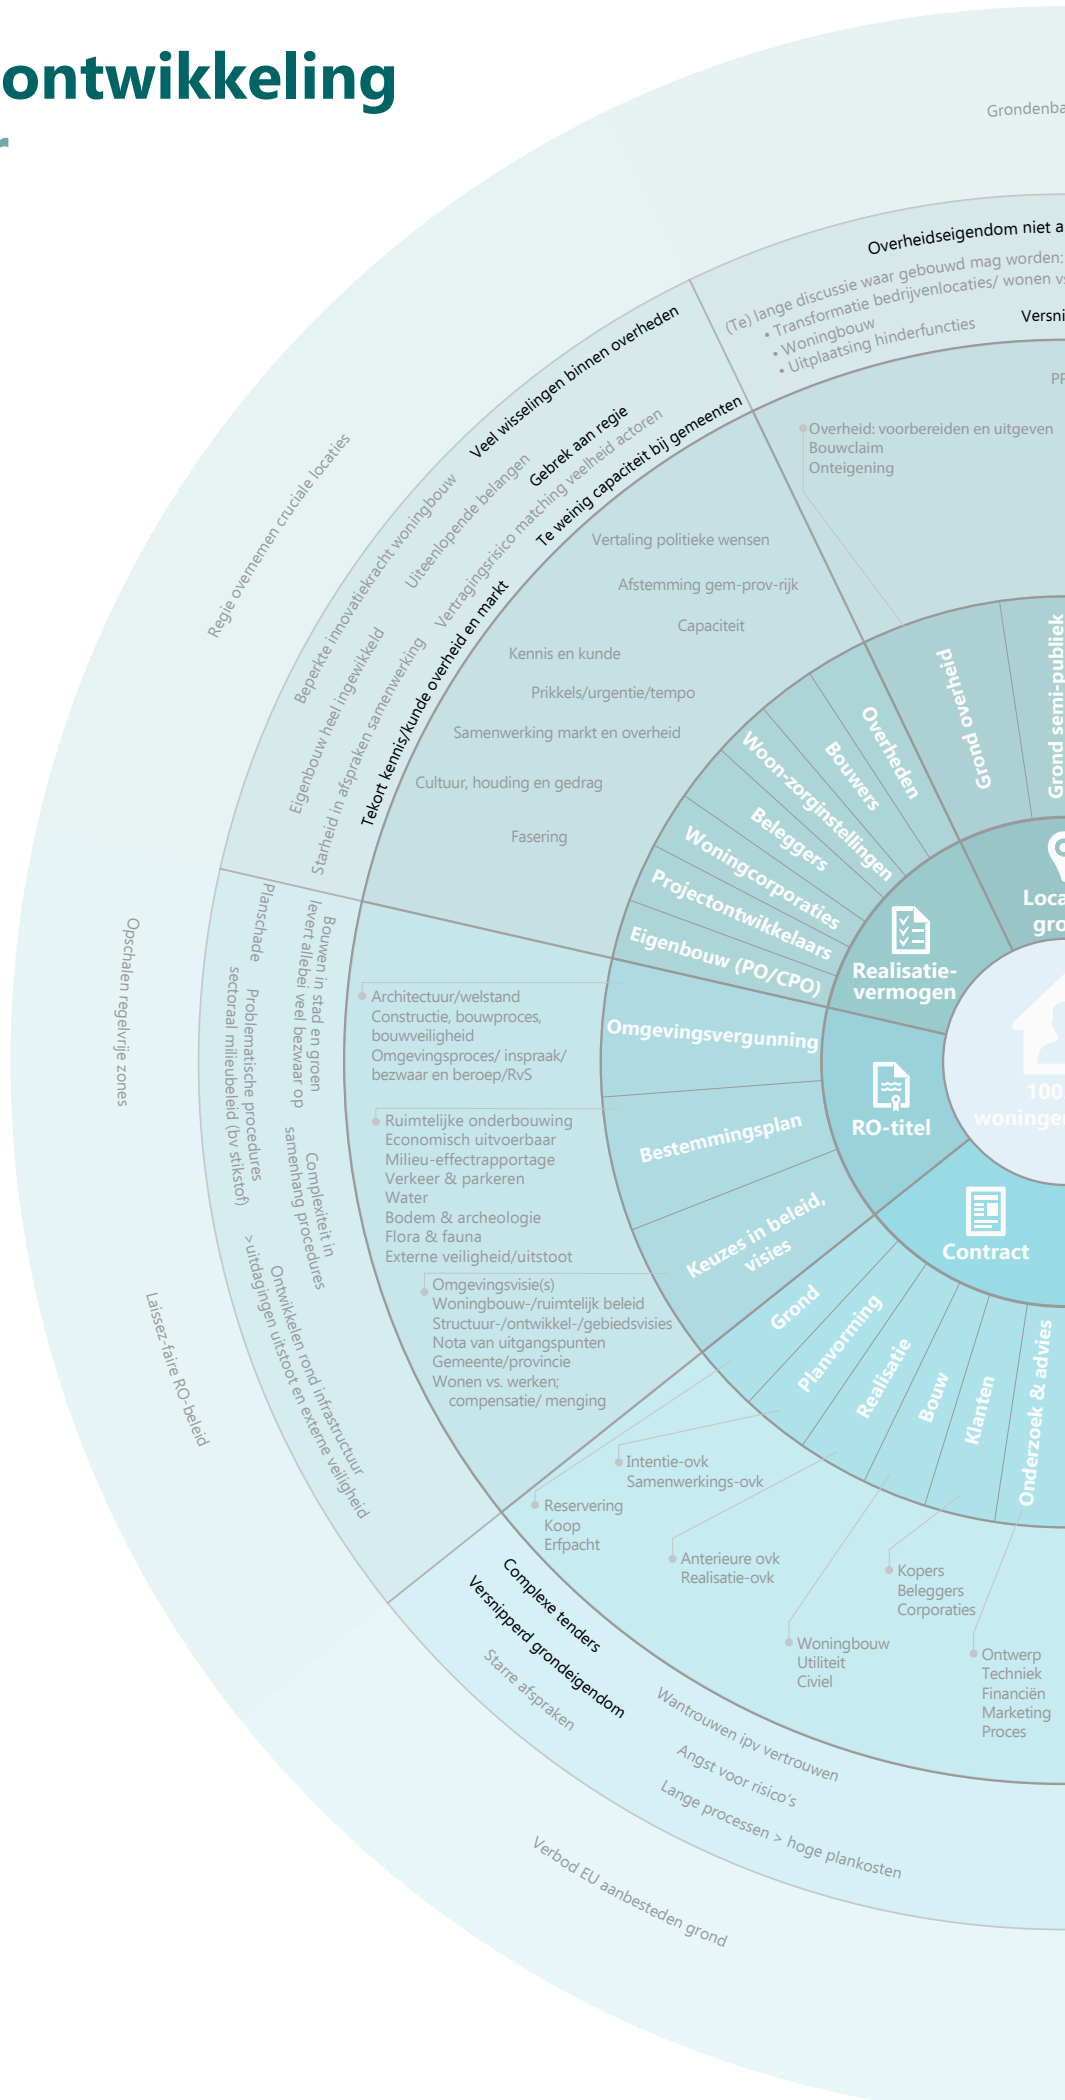 ontwikkeling
r
Grondenba
Overheidseigendom niet a
(Te) lange discussie waar gebouwd mag worden:
• Transformatie bedrijvenlocaties/ wonen vs
• Woningbouw
• Uitplaatsing hinderfuncties
Versni
PP
Overheid: voorbereiden en uitgeven
Bouwclaim
Onteigening
Grond overheid
Grond semi-publiek
Loca
gro
Regie overnemen cruciale locaties
Veel wisselingen binnen overheden
Gebrek aan regie
Te weinig capaciteit bij gemeenten
Beperkte innovatiekracht woningbouw
Uiteenlopende belangen
Vertragingsrisico matching veelheid actoren
Eigenbouw heel ingewikkeld
Starheid in afspraken samenwerking
Tekort kennis/kunde overheid en markt
Vertaling politieke wensen
Afstemming gem-prov-rijk
Capaciteit
Kennis en kunde
Prikkels/urgentie/tempo
Samenwerking markt en overheid
Cultuur, houding en gedrag
Fasering
Overheden
Bouwers
Woon-zorginstellingen
Beleggers
Woningcorporaties
Projectontwikkelaars
Eigenbouw (PO/CPO)
Realisatie-
vermogen
100
woningen
Opschalen regelvrije zones
Laissez-faire RO-beleid
Planschade
Bouwen in stad en groen
levert allebei veel bezwaar op
Problematische procedures
sectoraal milieubeleid (bv stikstof)
Complexiteit in
samenhang procedures
Ontwikkelen rond infrastructuur
>uitdagingen uitstoot en externe veiligheid
Architectuur/welstand
Constructie, bouwproces,
bouwveiligheid
Omgevingsproces/ inspraak/
bezwaar en beroep/RvS
Ruimtelijke onderbouwing
Economisch uitvoerbaar
Milieu-effectrapportage
Verkeer & parkeren
Water
Bodem & archeologie
Flora & fauna
Externe veiligheid/uitstoot
Omgevingsvisie(s)
Woningbouw-/ruimtelijk beleid
Structuur-/ontwikkel-/gebiedsvisies
Nota van uitgangspunten
Gemeente/provincie
Wonen vs. werken;
compensatie/ menging
Omgevingsvergunning
Bestemmingsplan
Keuzes in beleid,
visies
RO-titel
Contract
Grond
Planvorming
Realisatie
Bouw
Klanten
Onderzoek & advies
Intentie-ovk
Samenwerkings-ovk
Reservering
Koop
Erfpacht
Anterieure ovk
Realisatie-ovk
Kopers
Beleggers
Corporaties
Woningbouw
Utiliteit
Civiel
Ontwerp
Techniek
Financiën
Marketing
Proces
Complexe tenders
Versnipperd grondeigendom
Starre afspraken
Wantrouwen ipv vertrouwen
Angst voor risico's
Lange processen > hoge plankosten
Verbod EU aanbesteden grond